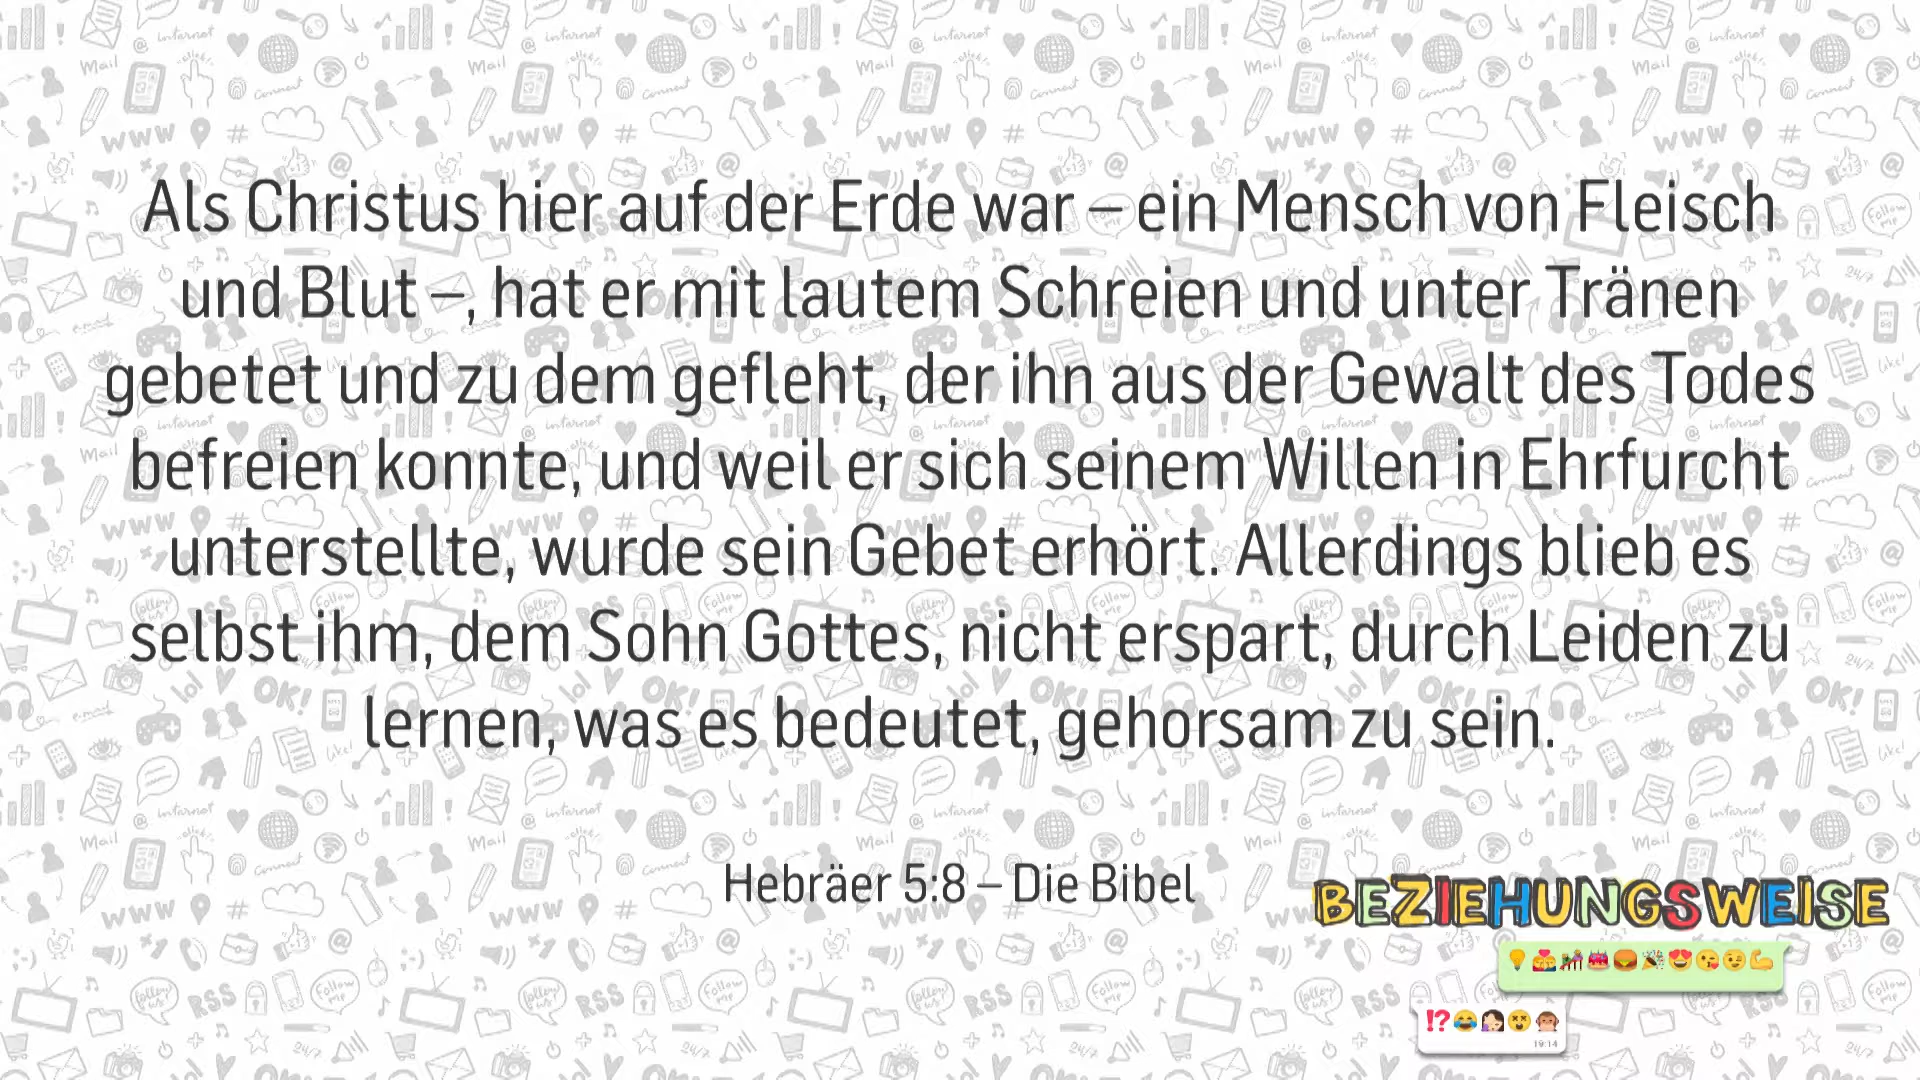 Als Christus hier auf der Erde war – ein Mensch von Fleisch
und Blut –, hat er mit lautem Schreien und unter Tränen
gebetet und zu dem gefleht, der ihn aus der Gewalt des Todes
befreien konnte, und weil er sich seinem Willen in Ehrfurcht
unterstellte, wurde sein Gebet erhört. Allerdings blieb es
selbst ihm, dem Sohn Gottes, nicht erspart, durch Leiden zu
lernen, was es bedeutet, gehorsam zu sein.
Hebräer 5:8 – Die Bibel
BEZIEHUNGSWEISE
19:14